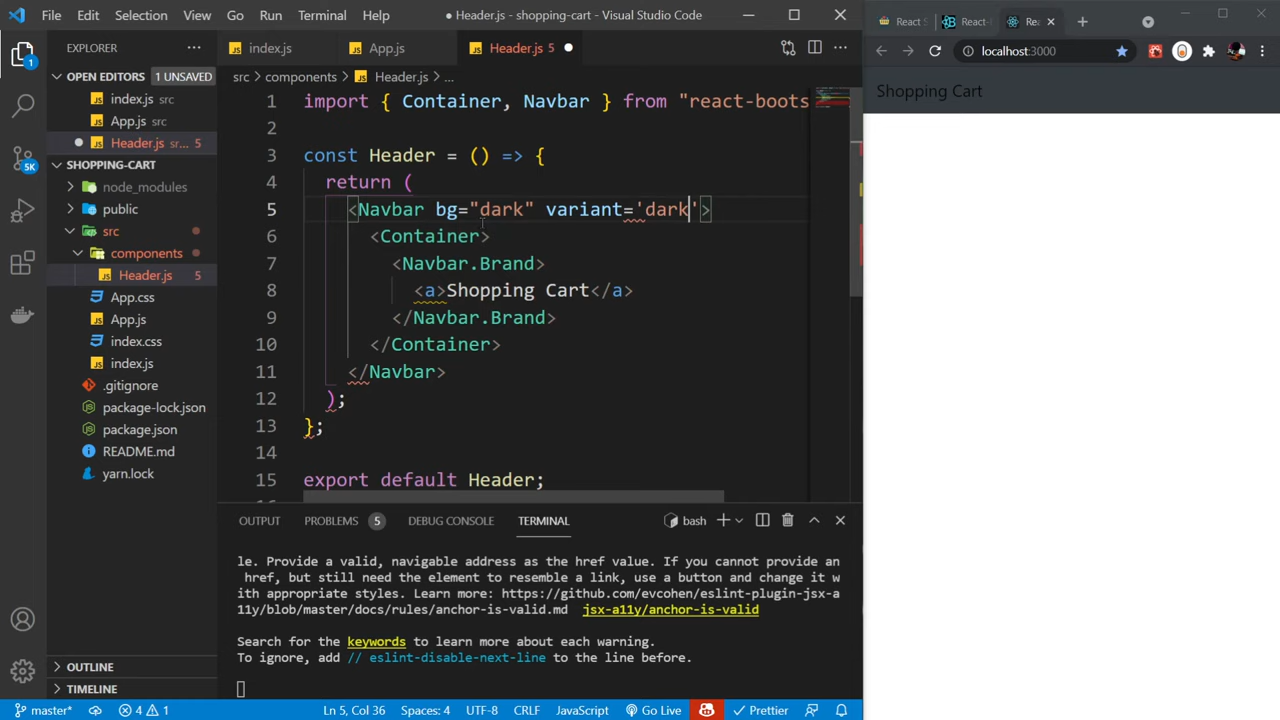 File Edit Selection View Go Run Terminal Help ● Header.js - shopping-cart - Visual Studio Code
React S
React-
Rea
EXPLORER
index.js
App.js
Header.js 5
localhost:3000
OPEN EDITORS 1 UNSAVED
src > components > Header.js > ...
index.js src
App.js src
Header.js s... 5
SHOPPING-CART
node_modules
public
src
components
Header.js 5
App.css
App.js
index.css
index.js
.gitignore
package-lock.json
package.json
README.md
yarn.lock
OUTLINE
TIMELINE
1
5K
1 import { Container, Navbar } from "react-boots
2
3 const Header = () => {
4 return (
5 <Navbar bg="dark" variant='dark'>
6 <Container>
7 <Navbar.Brand>
8 <a>Shopping Cart</a>
9 </Navbar.Brand>
10 </Container>
11 </Navbar>
12 );
13 };
14
15 export default Header;
Shopping Cart
OUTPUT PROBLEMS 5 DEBUG CONSOLE TERMINAL bash
le. Provide a valid, navigable address as the href value. If you cannot provide an
href, but still need the element to resemble a link, use a button and change it w
ith appropriate styles. Learn more: https://github.com/evcohen/eslint-plugin-jsx-a
11y/blob/master/docs/rules/anchor-is-valid.md jsx-a11y/anchor-is-valid
Search for the keywords to learn more about each warning.
To ignore, add // eslint-disable-next-line to the line before.
master* 4 1 Ln 5, Col 36 Spaces: 4 UTF-8 CRLF JavaScript Go Live Prettier